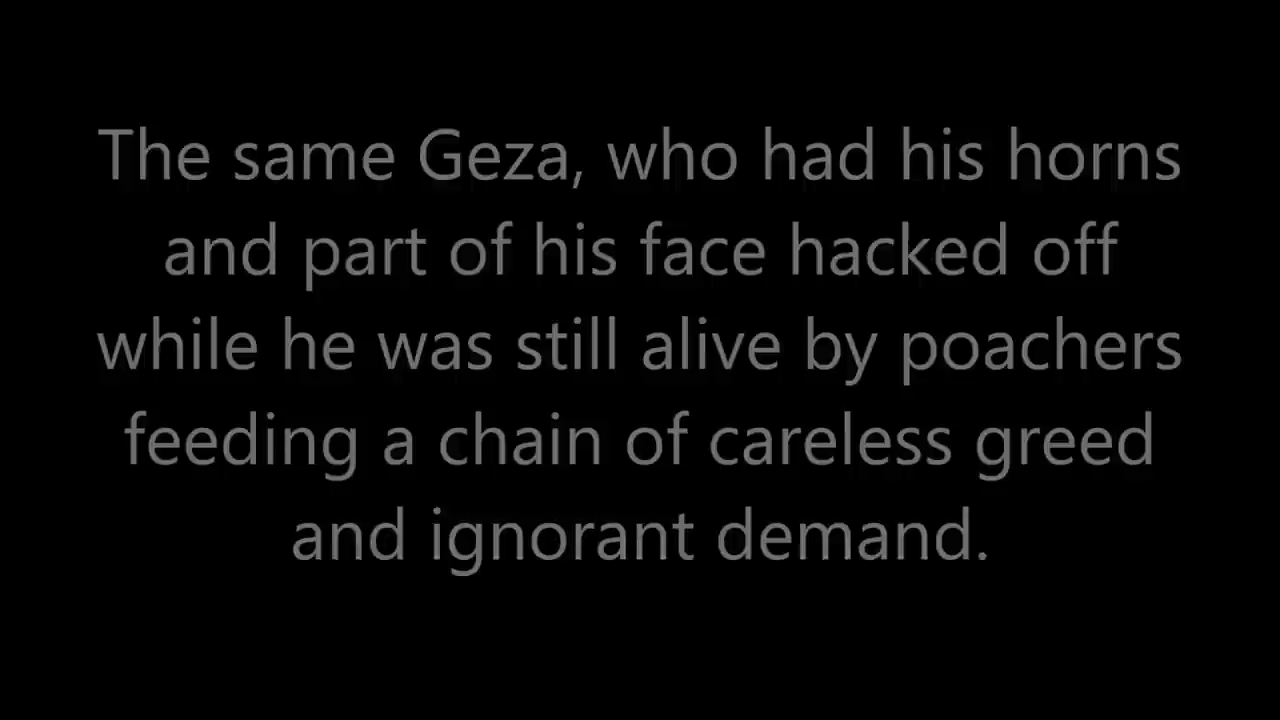 The same Geza, who had his horns
and part of his face hacked off
while he was still alive by poachers
feeding a chain of careless greed
and ignorant demand.